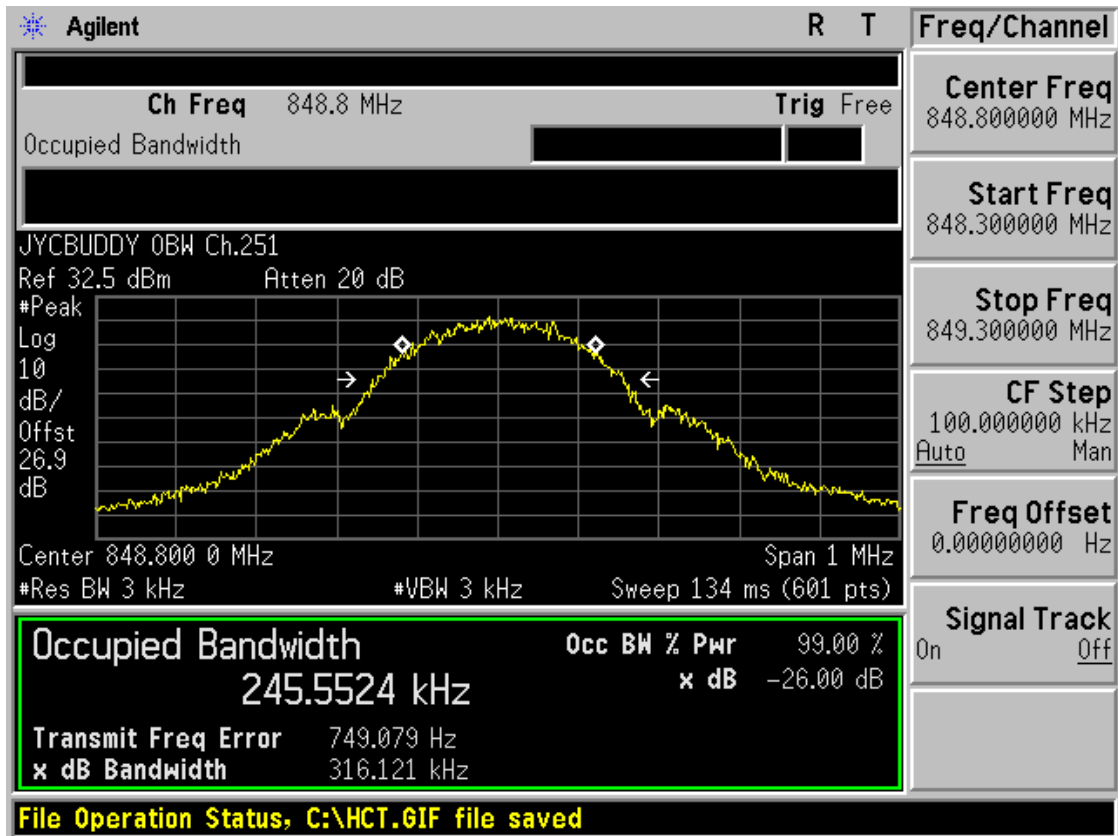 Agilent
R T
Freq/Channel
Ch Freq 848.8 MHz
Trig Free
Occupied Bandwidth
Center Freq
848.800000 MHz
Start Freq
848.300000 MHz
Stop Freq
849.300000 MHz
CF Step
100.000000 kHz
Auto Man
Freq Offset
0.00000000 Hz
Signal Track
On Off
JYCBUDDY OBW Ch.251
Ref 32.5 dBm Atten 20 dB
#Peak
Log
10
dB/
Offst
26.9
dB
Center 848.800 0 MHz Span 1 MHz
#Res BW 3 kHz #VBW 3 kHz Sweep 134 ms (601 pts)
Occupied Bandwidth
245.5524 kHz
Occ BW % Pwr 99.00 %
x dB -26.00 dB
Transmit Freq Error 749.079 Hz
x dB Bandwidth 316.121 kHz
File Operation Status, C:\HCT.GIF file saved